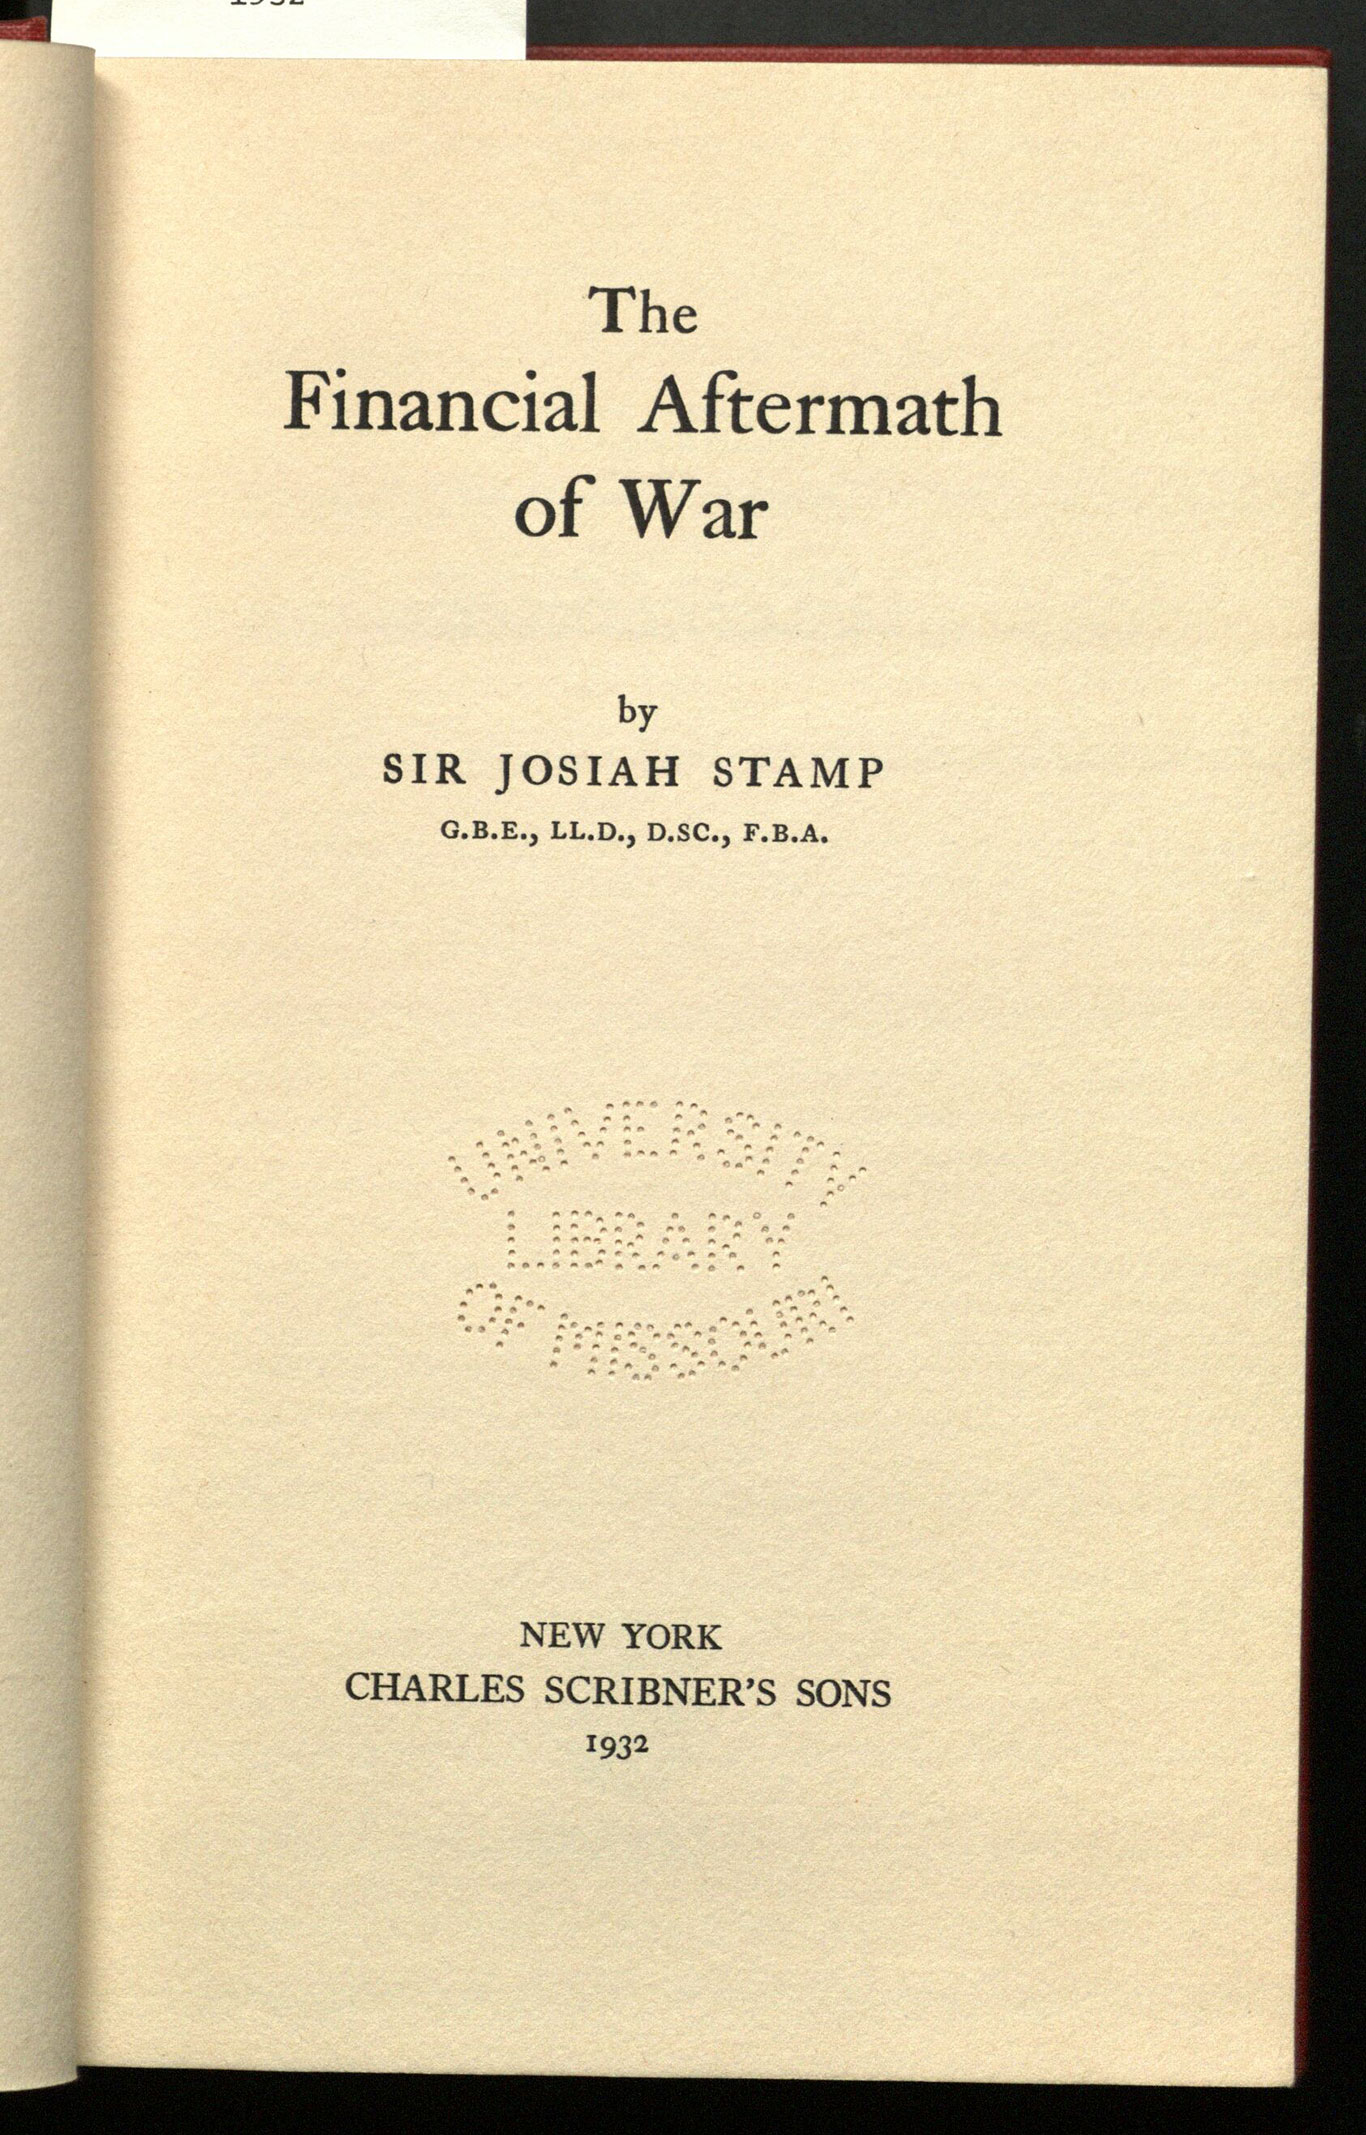 1932
The
Financial Aftermath
of War
by
SIR JOSIAH STAMP
G.B.E., LL.D., D.SC., F.B.A.
UNIVERSITY
LIBRARY
OF MISSOURI
NEW YORK
CHARLES SCRIBNER'S SONS
1932